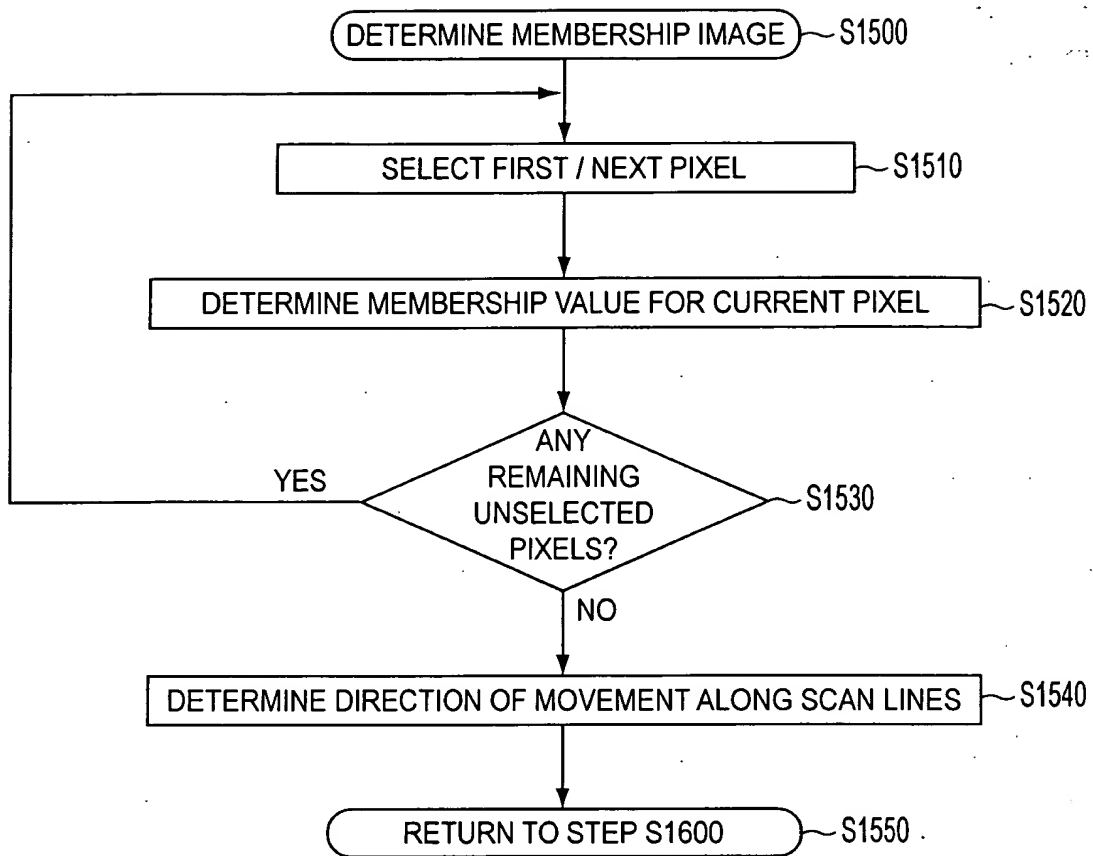 DETERMINE MEMBERSHIP IMAGE S1500
SELECT FIRST / NEXT PIXEL S1510
DETERMINE MEMBERSHIP VALUE FOR CURRENT PIXEL S1520
ANY
REMAINING
UNSELECTED
PIXELS?
YES
S1530
NO
DETERMINE DIRECTION OF MOVEMENT ALONG SCAN LINES S1540
RETURN TO STEP S1600 S1550